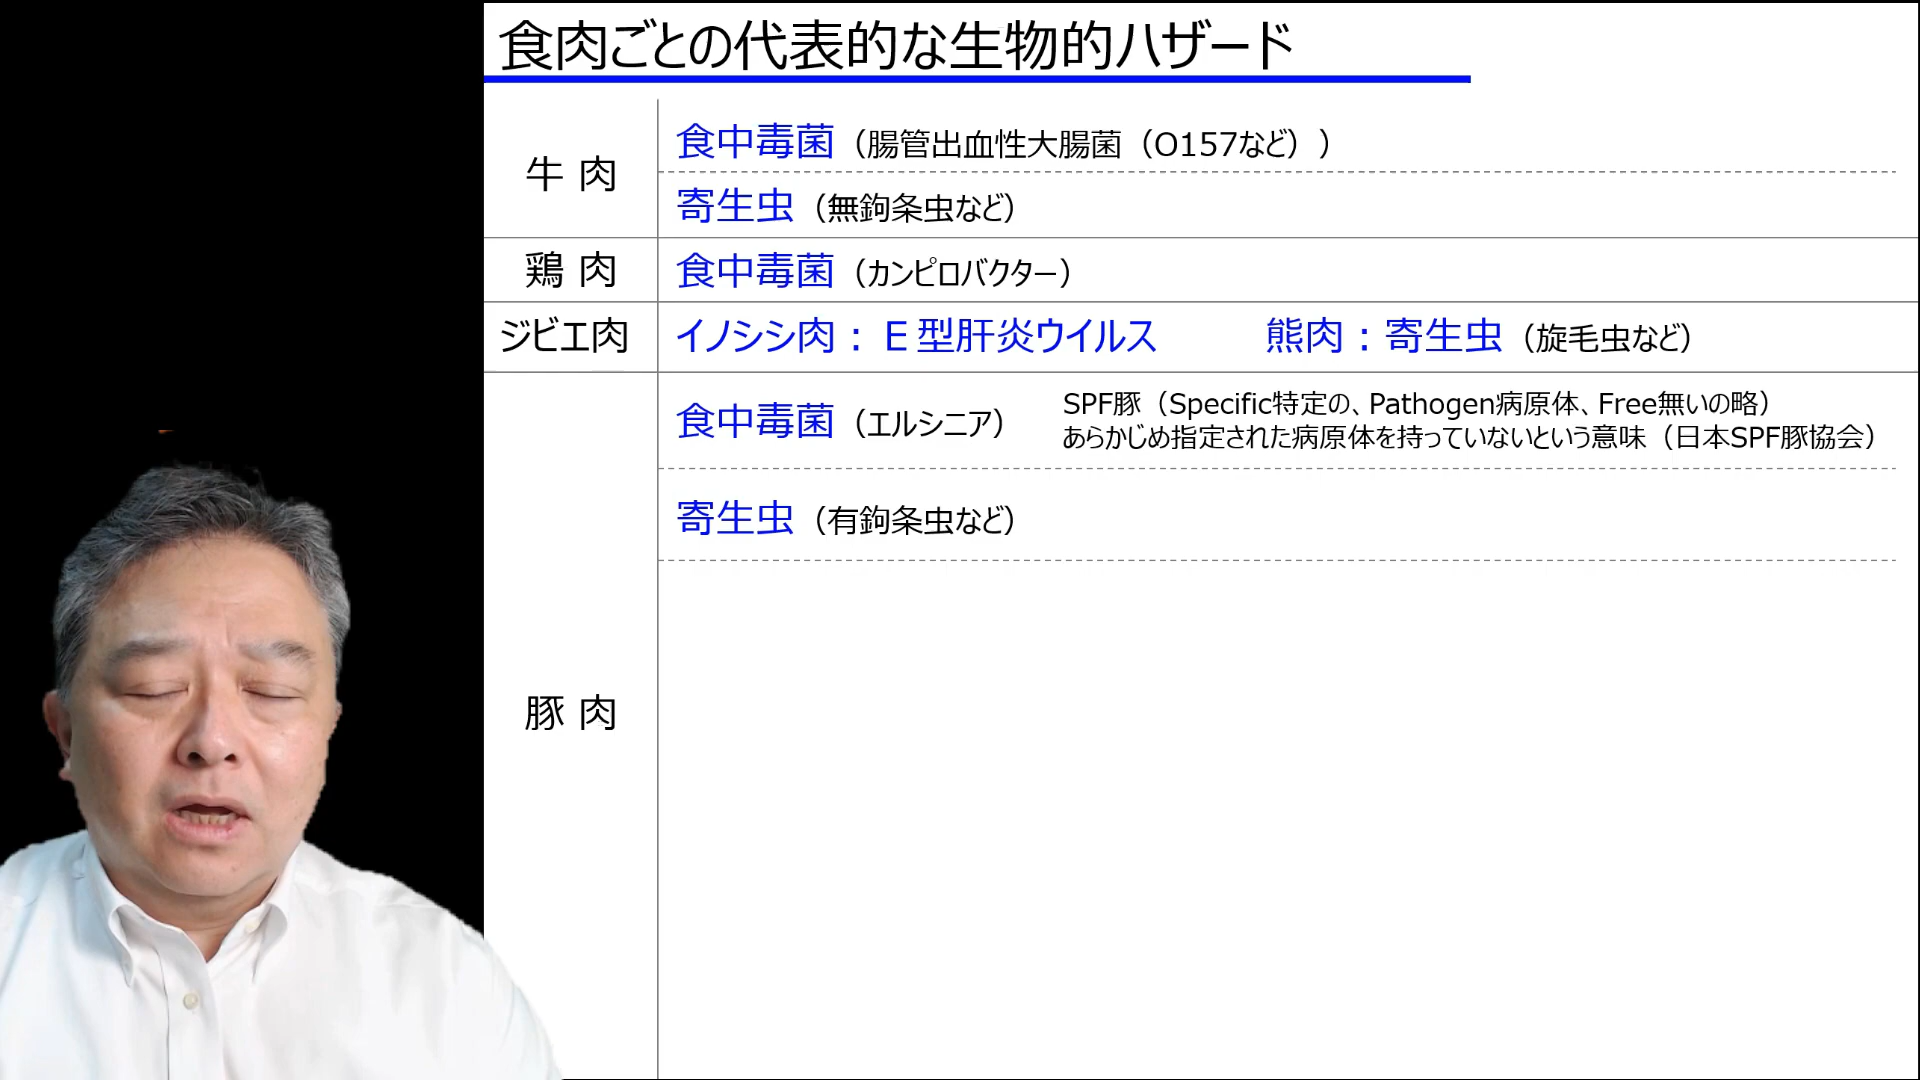 食肉ごとの代表的な生物的ハザード
牛 肉
食中毒菌（腸管出血性大腸菌（O157など））
寄生虫（無鉤条虫など）
鶏 肉
食中毒菌（カンピロバクター）
ジビエ肉
イノシシ肉：Ｅ型肝炎ウイルス 熊肉：寄生虫（旋毛虫など）
豚 肉
食中毒菌（エルシニア）
SPF豚（Specific特定の、Pathogen病原体、Free無いの略）
あらかじめ指定された病原体を持っていないという意味（日本SPF豚協会）
寄生虫（有鉤条虫など）